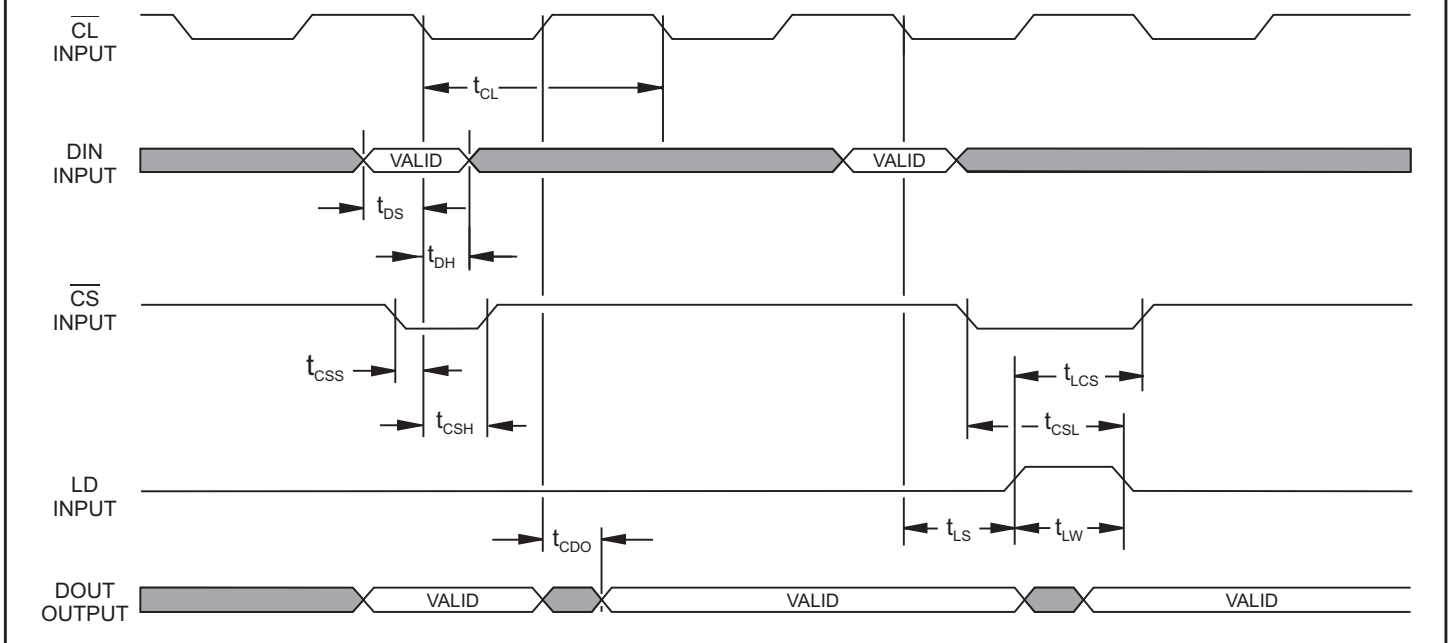 CL
INPUT
tCL
DIN
INPUT
VALID
VALID
tDS
tDH
CS
INPUT
tCSS
tLCS
tCSH
tCSL
LD
INPUT
tLS
tLW
tCDO
DOUT
OUTPUT
VALID
VALID
VALID